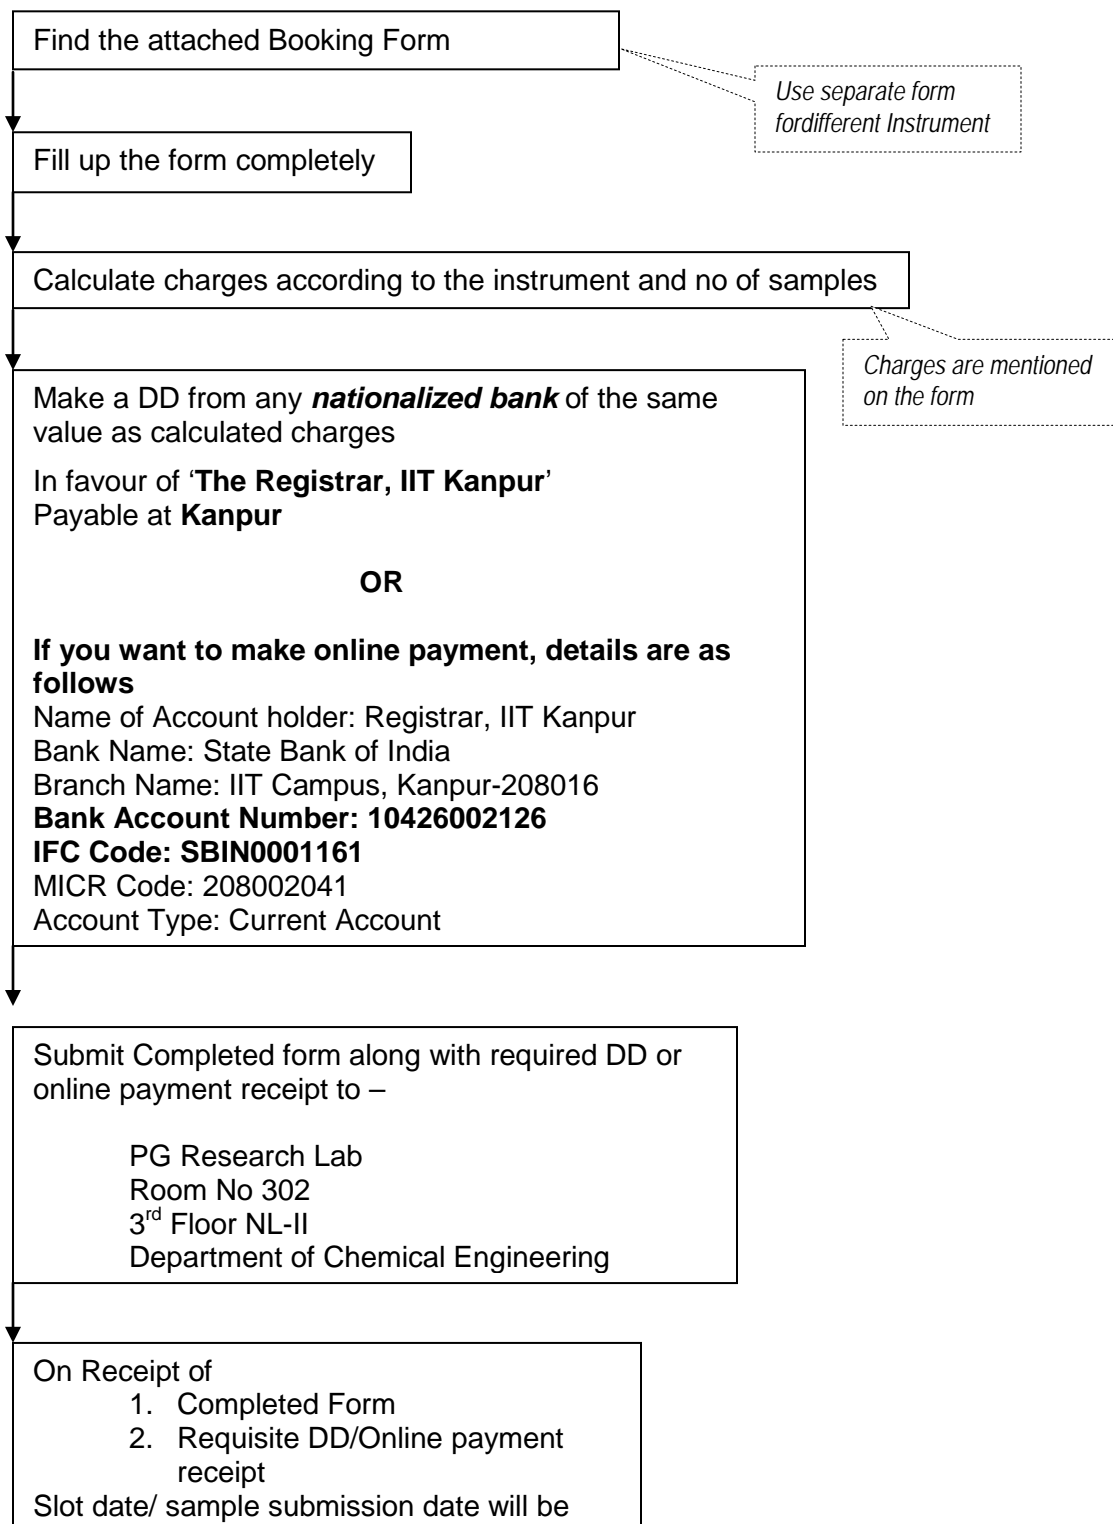 Find the attached Booking Form
Use separate form
fordifferent Instrument
Fill up the form completely
Calculate charges according to the instrument and no of samples
Charges are mentioned
on the form
Make a DD from any nationalized bank of the same
value as calculated charges
In favour of ‘The Registrar, IIT Kanpur’
Payable at Kanpur
OR
If you want to make online payment, details are as
follows
Name of Account holder: Registrar, IIT Kanpur
Bank Name: State Bank of India
Branch Name: IIT Campus, Kanpur-208016
Bank Account Number: 10426002126
IFC Code: SBIN0001161
MICR Code: 208002041
Account Type: Current Account
Submit Completed form along with required DD or
online payment receipt to –
PG Research Lab
Room No 302
3rd Floor NL-II
Department of Chemical Engineering
On Receipt of
1. Completed Form
2. Requisite DD/Online payment
receipt
Slot date/ sample submission date will be